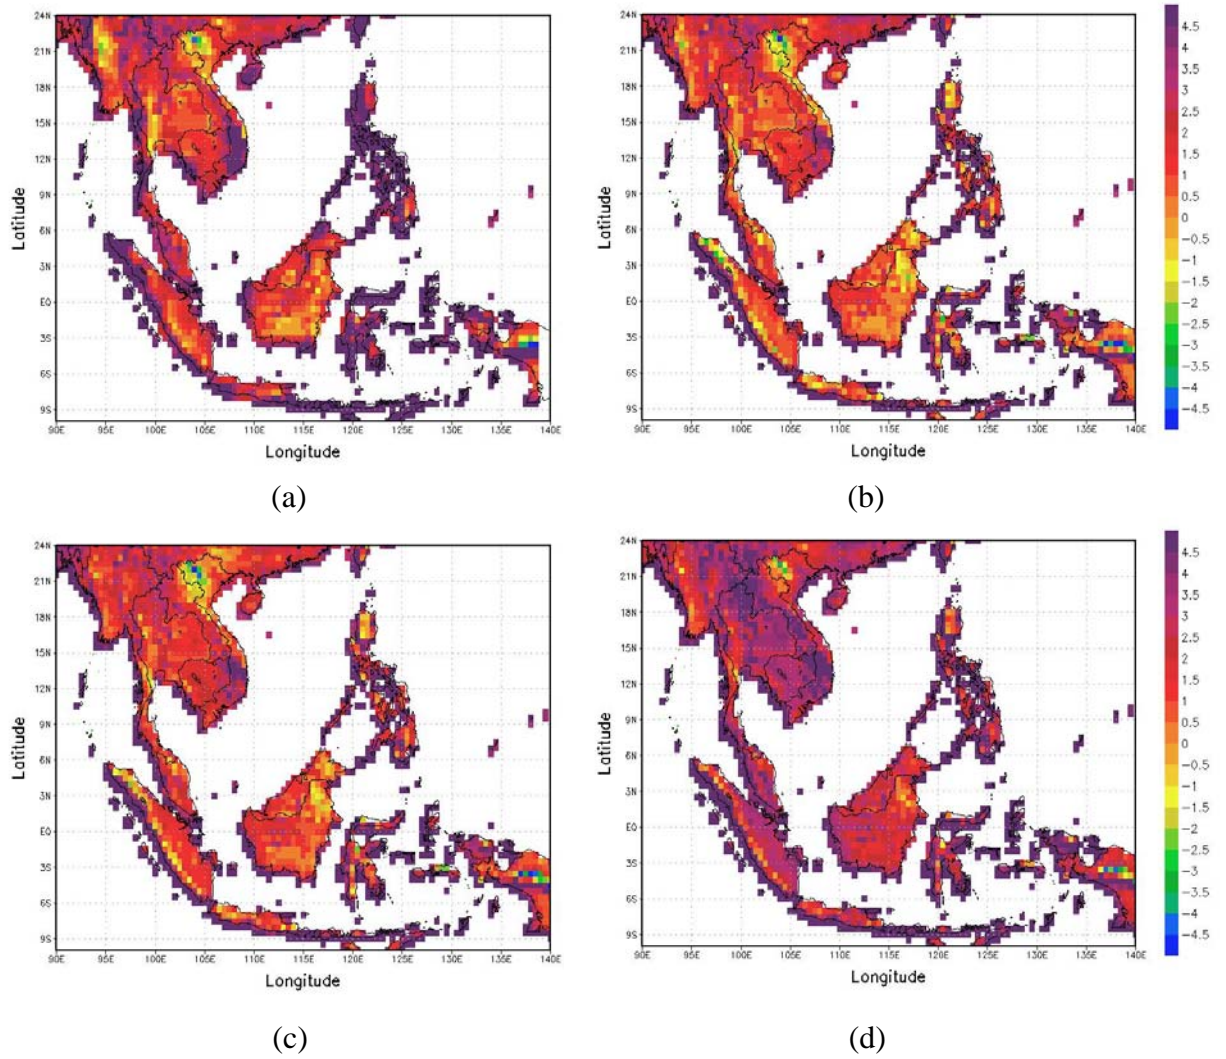 24N
21N
18N
15N
12N
9N
6N
3N
EQ
3S
6S
9S
Latitude
90E 95E 100E 105E 110E 115E 120E 125E 130E 135E 140E
Longitude
(a)
24N
21N
18N
15N
12N
9N
6N
3N
EQ
3S
6S
9S
Latitude
90E 95E 100E 105E 110E 115E 120E 125E 130E 135E 140E
Longitude
(b)
4.5
4
3.5
3
2.5
2
1.5
1
0.5
0
−0.5
−1
−1.5
−2
−2.5
−3
−3.5
−4
−4.5
24N
21N
18N
15N
12N
9N
6N
3N
EQ
3S
6S
9S
Latitude
90E 95E 100E 105E 110E 115E 120E 125E 130E 135E 140E
Longitude
(c)
24N
21N
18N
15N
12N
9N
6N
3N
EQ
3S
6S
9S
Latitude
90E 95E 100E 105E 110E 115E 120E 125E 130E 135E 140E
Longitude
(d)
4.5
4
3.5
3
2.5
2
1.5
1
0.5
0
−0.5
−1
−1.5
−2
−2.5
−3
−3.5
−4
−4.5